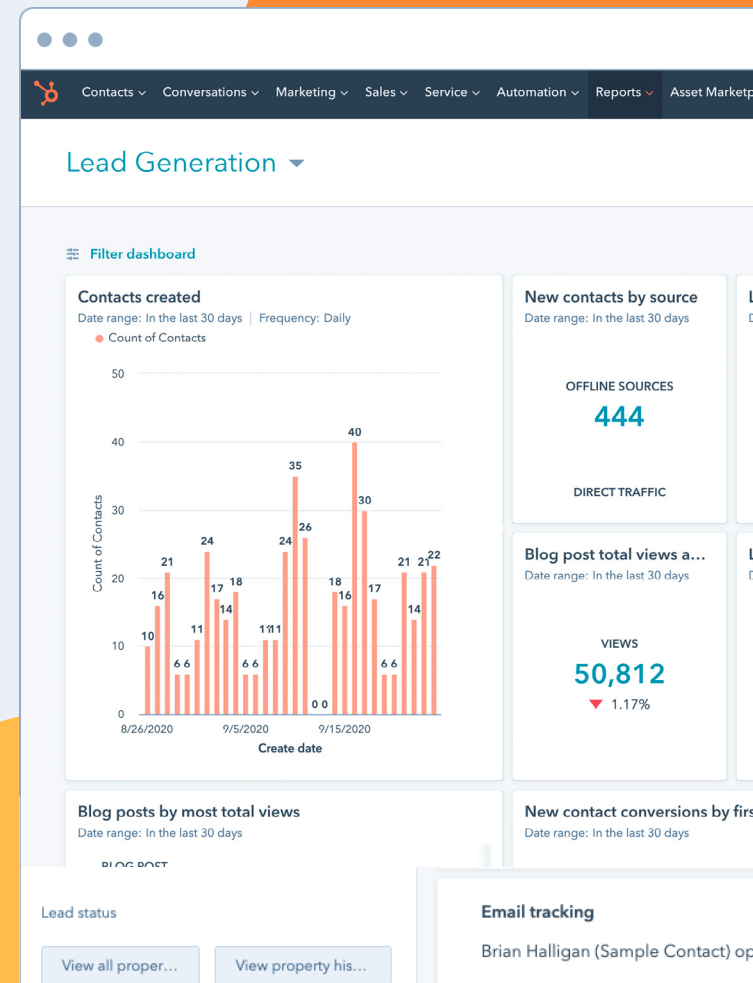 Contacts Conversations Marketing Sales Service Automation Reports Asset
Lead Generation
Filter dashboard
Contacts created
Date range: In the last 30 days | Frequency: Daily
Count of Contacts
50
40
30
20
10
0
Count of Contacts
10
16
21
6
6
11
24
17
14
18
6
6
11
11
24
35
26
0
0
18
16
40
30
17
6
6
21
14
21
22
8/26/2020
9/5/2020
9/15/2020
Create date
New contacts by source
Date range: In the last 30 days
OFFLINE SOURCES
444
DIRECT TRAFFIC
Blog post total views a...
Date range: In the last 30 days
VIEWS
50,812
1.17%
Blog posts by most total views
Date range: In the last 30 days
BLOG POST
New contact conversions by
Date range: In the last 30 days
Lead status
View all proper...
View property his...
Email tracking
Brian Halligan (Sample Contact)